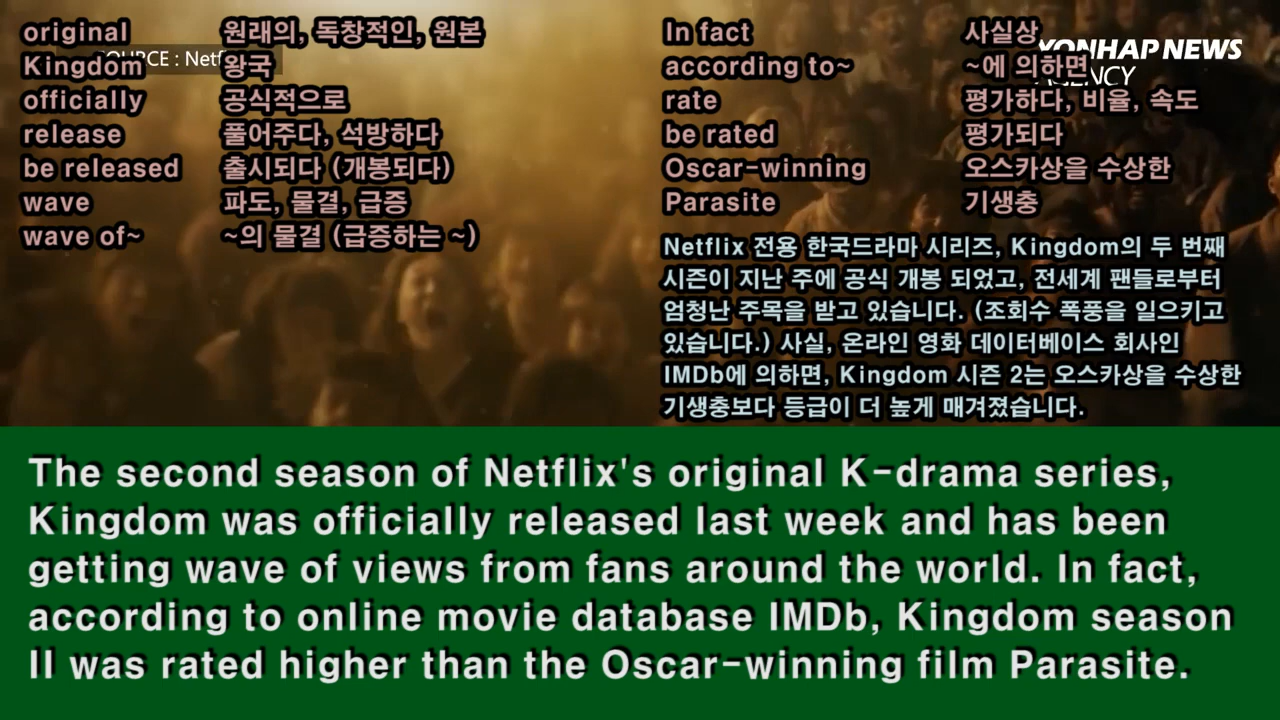 original 원래의, 독창적인, 원본
Kingdom 왕국
officially 공식적으로
release 풀어주다, 석방하다
be released 출시되다 (개봉되다)
wave 파도, 물결, 급증
wave of~ ~의 물결 (급증하는 ~)
In fact 사실상
according to~ ~에 의하면
rate 평가하다, 비율, 속도
be rated 평가되다
Oscar-winning 오스카상을 수상한
Parasite 기생충
YONHAP NEWS
AGENCY
Netflix 전용 한국드라마 시리즈, Kingdom의 두 번째
시즌이 지난 주에 공식 개봉 되었고, 전세계 팬들로부터
엄청난 주목을 받고 있습니다. (조회수 폭풍을 일으키고
있습니다.) 사실, 온라인 영화 데이터베이스 회사인
IMDb에 의하면, Kingdom 시즌 2는 오스카상을 수상한
기생충보다 등급이 더 높게 매겨졌습니다.
The second season of Netflix's original K-drama series,
Kingdom was officially released last week and has been
getting wave of views from fans around the world. In fact,
according to online movie database IMDb, Kingdom season
II was rated higher than the Oscar-winning film Parasite.